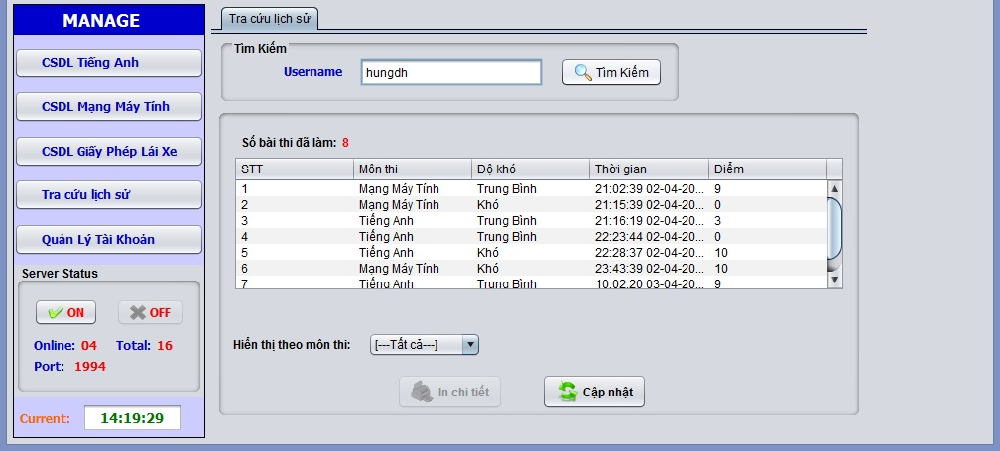 MANAGE
CSDL Tiếng Anh
CSDL Mạng Máy Tính
CSDL Giấy Phép Lái Xe
Tra cứu lịch sử
Quản Lý Tài Khoản
Server Status
ON OFF
Online: 04 Total: 16
Port: 1994
Current: 14:19:29
Tra cứu lịch sử
Tìm Kiếm
Username hungdh Tìm Kiếm
Số bài thi đã làm: 8
STT Môn thi Độ khó Thời gian Điểm
1 Mạng Máy Tính Trung Bình 21:02:39 02-04-20... 9
2 Mạng Máy Tính Khó 21:15:39 02-04-20... 0
3 Tiếng Anh Trung Bình 21:16:19 02-04-20... 3
4 Tiếng Anh Trung Bình 22:23:44 02-04-20... 0
5 Tiếng Anh Khó 22:28:37 02-04-20... 10
6 Mạng Máy Tính Khó 23:43:39 02-04-20... 10
7 Tiếng Anh Trung Bình 10:02:20 03-04-20... 9
Hiển thị theo môn thi: [---Tất cả---]
In chi tiết Cập nhật